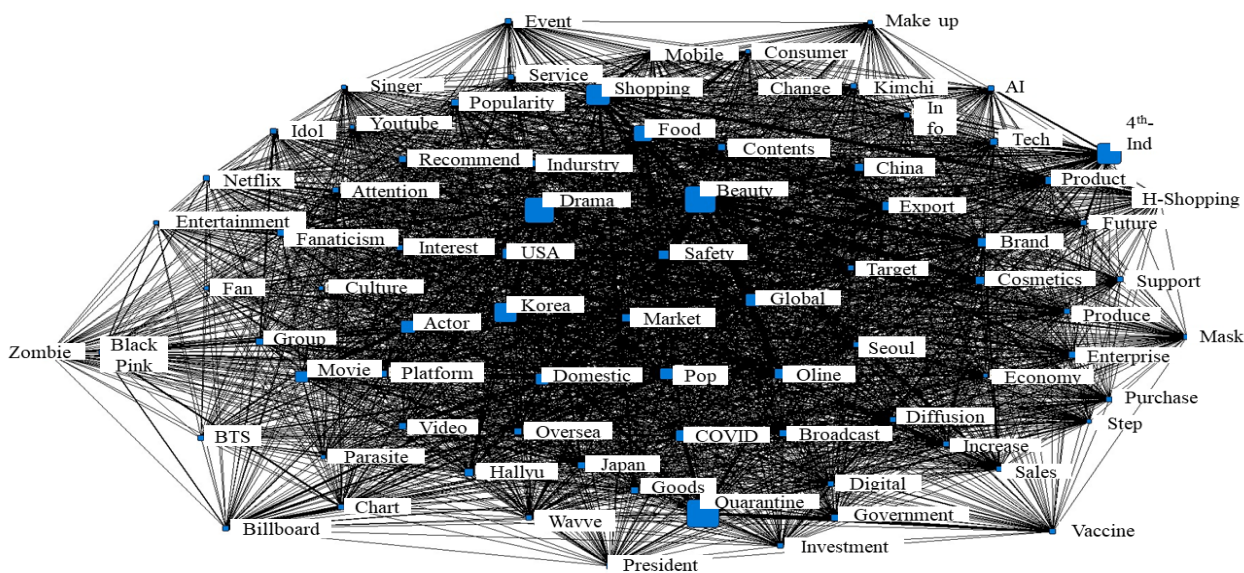 Event
Make up
Mobile
Consumer
Service
Singer
Shopping
Change
Kimchi
AI
Popularity
In
fo
4th-
Ind
Idol
Youtube
Food
Tech
Contents
Recommend
Indurstry
China
Product
Netflix
Attention
Beauty
H-Shopping
Drama
Export
Entertainment
Future
Fanaticism
Interest
USA
Safety
Brand
Target
Fan
Culture
Cosmetics
Support
Global
Korea
Market
Produce
Actor
Group
Seoul
Mask
Zombie
Black
Pink
Enterprise
Movie
Platform
Domestic
Pop
Oline
Economy
Purchase
Diffusion
Step
Video
Oversea
COVID
Broadcast
BTS
Increase
Parasite
Hallyu
Japan
Sales
Goods
Digital
Quarantine
Chart
Billboard
Wavve
Government
Vaccine
Investment
President